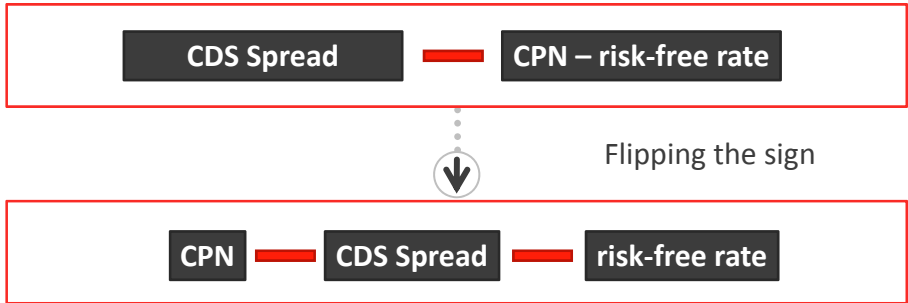 CDS Spread — CPN – risk-free rate
Flipping the sign
CPN — CDS Spread — risk-free rate